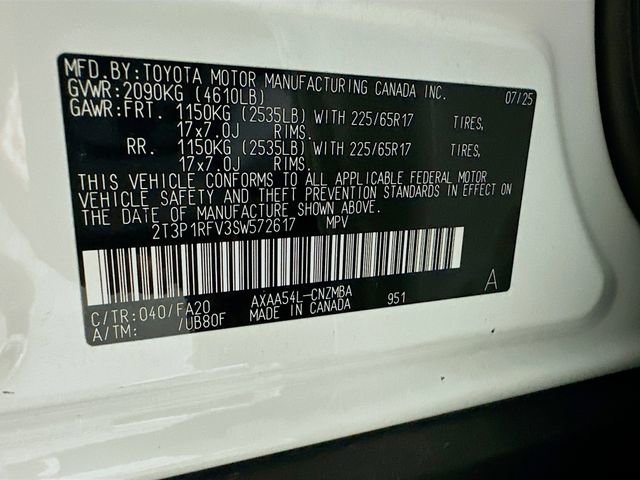 MFD.BY:TOYOTA MOTOR MANUFACTURING CANADA INC.
GVWR:2090KG (4610LB) 07/25
GAWR:FRT. 1150KG (2535LB) WITH 225/65R17 TIRES,
17x7.0J RIMS.
RR. 1150KG (2535LB) WITH 225/65R17 TIRES,
17x7.0J RIMS.
THIS VEHICLE CONFORMS TO ALL APPLICABLE FEDERAL MOTOR
VEHICLE SAFETY AND THEFT PREVENTION STANDARDS IN EFFECT ON
THE DATE OF MANUFACTURE SHOWN ABOVE.
2T3P1RFV3SW572617 MPV
C/TR:040/FA20 AXAA54L-CNZMBA 951 A
A/TM: /UB80F MADE IN CANADA